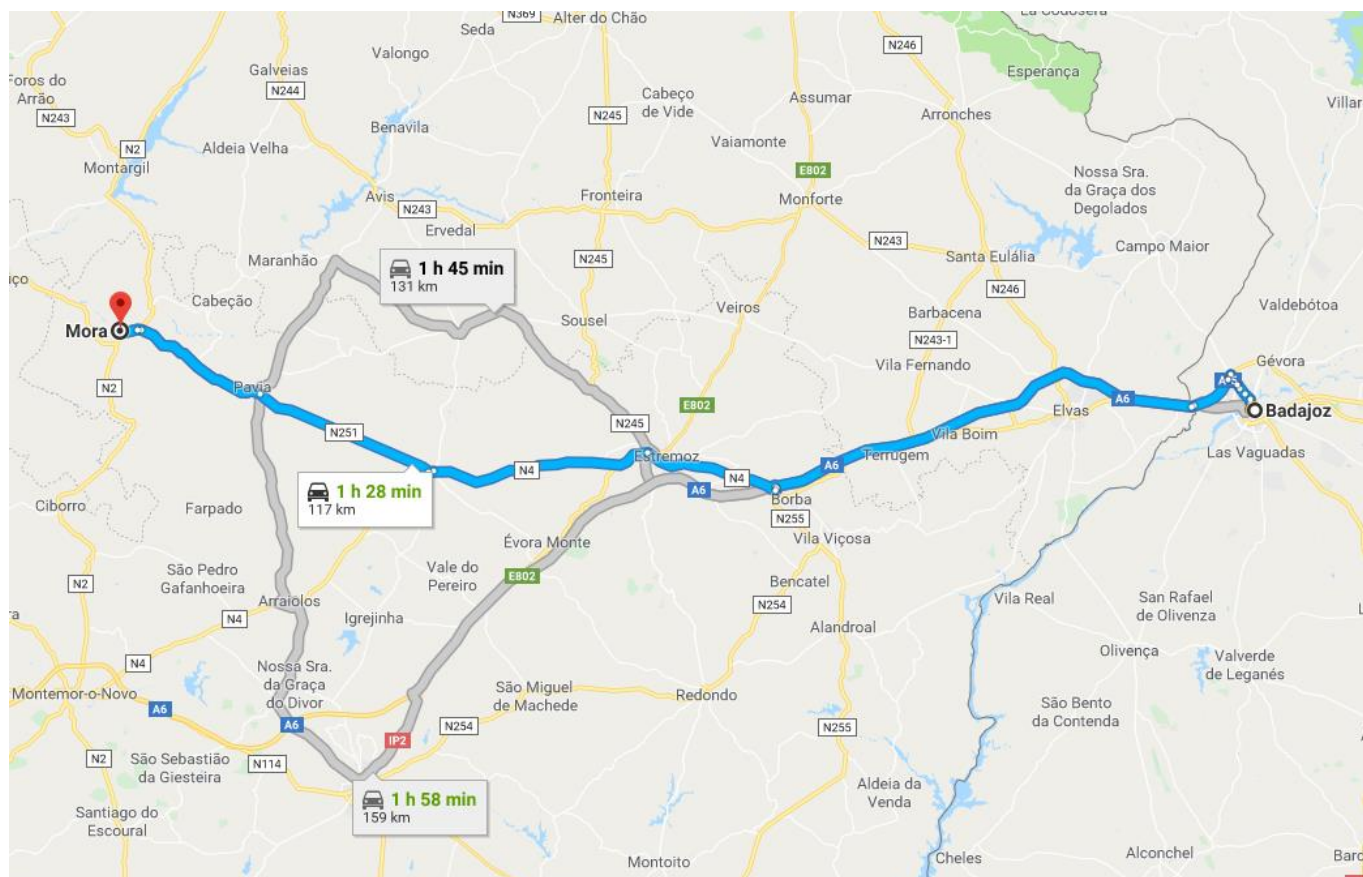 N369
Alter do Chão
La Codosera
Seda
Valongo
N246
Galveias
Esperança
Foros do
Arrão
N244
Cabeço
de Vide
Assumar
Villar
N243
N245
Arronches
Benavila
N2
Aldeia Velha
Vaiamonte
Montargil
E802
Nossa Sra.
da Graça dos
Degolados
Avis
Fronteira
Monforte
N243
Ervedal
N243
Campo Maior
Maranhão
N245
Santa Eulália
1 h 45 min
131 km
N246
Cabeção
Veiros
Valdebótoa
Mora
Sousel
Barbacena
N243-1
Vila Fernando
Gévora
N2
Pavia
A6
E802
Elvas
Badajoz
N245
N251
Vila Boim
Las Vaguadas
Estremoz
Terrugem
N4
N4
A6
1 h 28 min
117 km
A6
Borba
Ciborro
Farpado
N255
Évora Monte
Vila Viçosa
São Pedro
Gafanhoeira
Vale do
Pereiro
E802
N2
Bencatel
Arraiolos
N254
Vila Real
San Rafael
de Olivenza
N4
Igrejinha
Alandroal
Olivença
N4
Nossa Sra.
da Graça
do Divor
Valverde
de Leganés
Montemor-o-Novo
São Miguel
de Machede
Redondo
A6
São Bento
da Contenda
A6
N254
N255
IP2
N2
São Sebastião
da Giesteira
N114
Aldeia da
Venda
1 h 58 min
159 km
Santiago do
Escoural
Montoito
Cheles
Alconchel